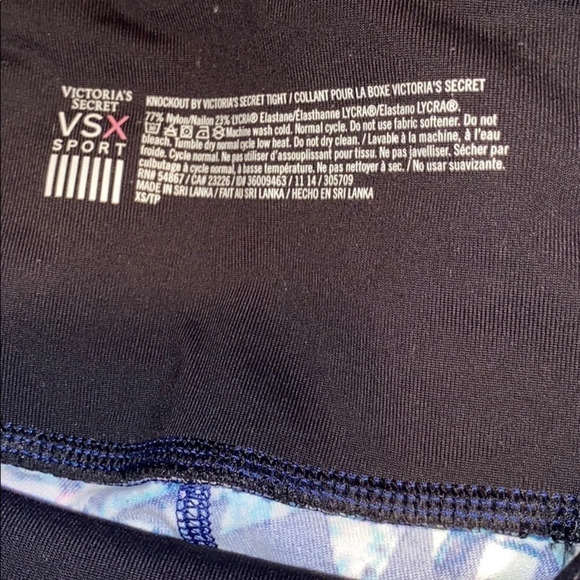 VICTORIA'S
SECRET
VSX
SPORT
KNOCKOUT BY VICTORIA'S SECRET TIGHT / COLLANT POUR LA BOXE VICTORIA'S SECRET
77% Nylon/Nailon 23% LYCRA® Elastane/Elasthanne LYCRA®/Elastano LYCRA®.
Machine wash cold. Normal cycle. Do not use fabric softener. Do not
bleach. Tumble dry normal cycle low heat. Do not dry clean. / Lavable à la machine, à l'eau
froide. Cycle normal. Ne pas utiliser d'assouplissant pour tissu. Ne pas javelliser. Sécher par
culbutage à cycle normal, à basse température. Ne pas nettoyer à sec. / No usar suavizante.
RN# 54867 / CA# 23226 / ID# 36009463 / 11 14 / 305709
MADE IN SRI LANKA / FAIT AU SRI LANKA / HECHO EN SRI LANKA
XS/TP